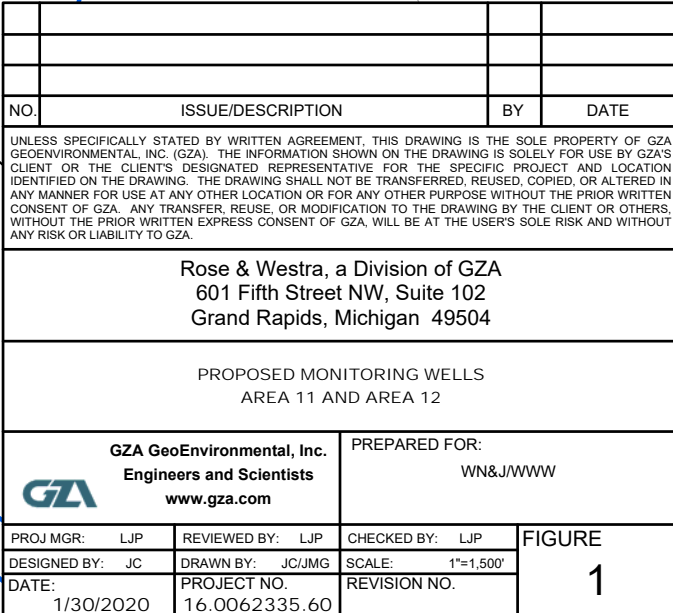 NO. ISSUE/DESCRIPTION BY DATE
UNLESS SPECIFICALLY STATED BY WRITTEN AGREEMENT, THIS DRAWING IS THE SOLE PROPERTY OF GZA
GEOENVIRONMENTAL, INC. (GZA). THE INFORMATION SHOWN ON THE DRAWING IS SOLELY FOR USE BY GZA'S
CLIENT OR THE CLIENT'S DESIGNATED REPRESENTATIVE FOR THE SPECIFIC PROJECT AND LOCATION
IDENTIFIED ON THE DRAWING. THE DRAWING SHALL NOT BE TRANSFERRED, REUSED, COPIED, OR ALTERED IN
ANY MANNER FOR USE AT ANY OTHER LOCATION OR FOR ANY OTHER PURPOSE WITHOUT THE PRIOR WRITTEN
CONSENT OF GZA. ANY TRANSFER, REUSE, OR MODIFICATION TO THE DRAWING BY THE CLIENT OR OTHERS,
WITHOUT THE PRIOR WRITTEN EXPRESS CONSENT OF GZA, WILL BE AT THE USER'S SOLE RISK AND WITHOUT
ANY RISK OR LIABILITY TO GZA.
Rose & Westra, a Division of GZA
601 Fifth Street NW, Suite 102
Grand Rapids, Michigan 49504
PROPOSED MONITORING WELLS
AREA 11 AND AREA 12
GZA
GZA GeoEnvironmental, Inc.
Engineers and Scientists
www.gza.com
PREPARED FOR:
WN&J/WWW
PROJ MGR: LJP REVIEWED BY: LJP CHECKED BY: LJP
DESIGNED BY: JC DRAWN BY: JC/JMG SCALE: 1"=1,500'
DATE: PROJECT NO. REVISION NO.
1/30/2020 16.0062335.60
FIGURE
1